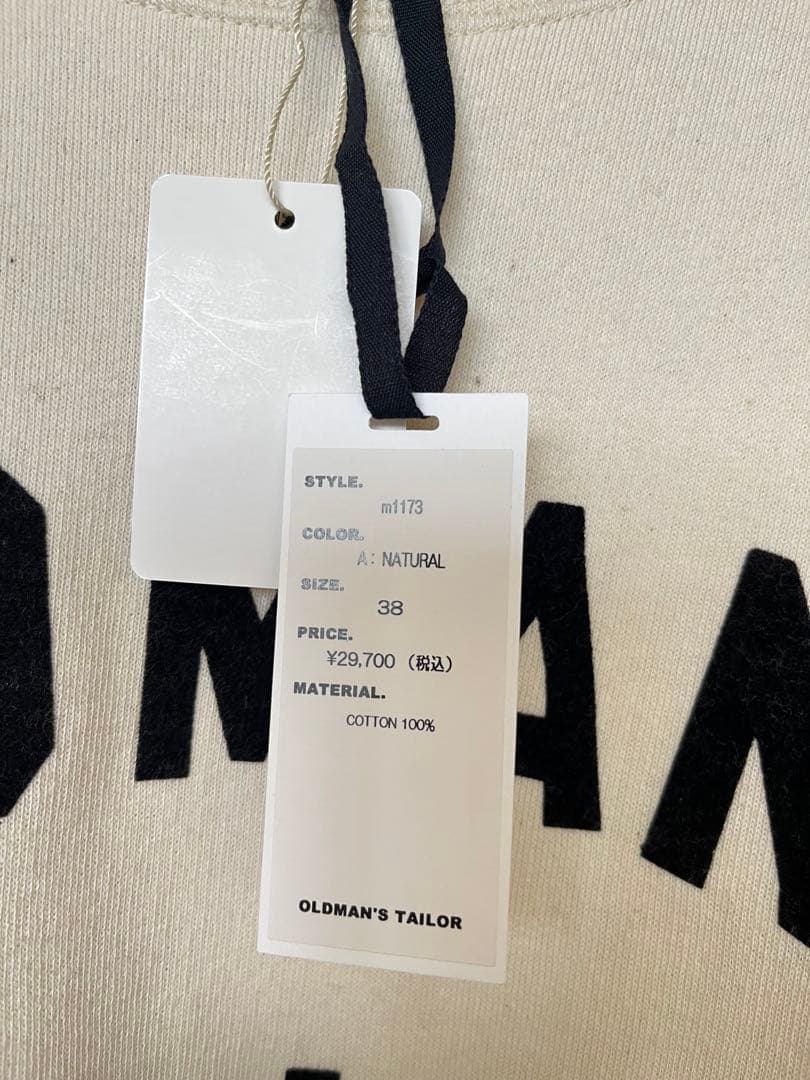 STYLE.
m1173
COLOR.
A: NATURAL
SIZE.
38
PRICE.
¥29,700 (税込)
MATERIAL.
COTTON 100%
OLDMAN'S TAILOR